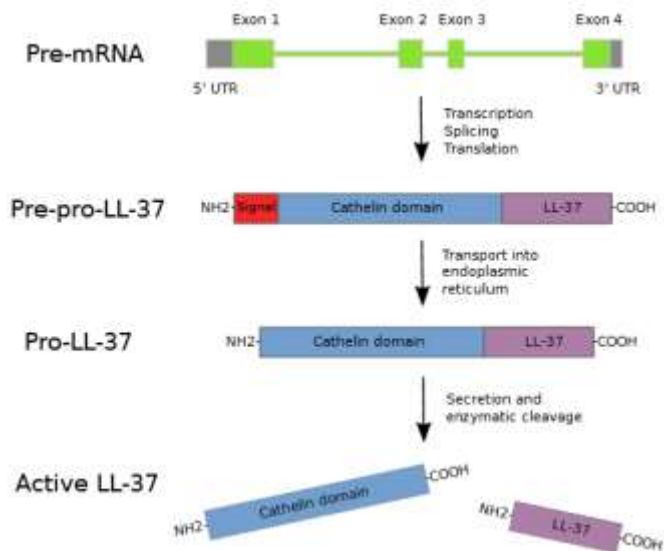 Exon 1 Exon 2 Exon 3 Exon 4
Pre-mRNA
5' UTR 3' UTR
Transcription
Splicing
Translation
Pre-pro-LL-37
NH2 Signal Cathelin domain LL-37 COOH
Transport into
endoplasmic
reticulum
Pro-LL-37
NH2 Cathelin domain LL-37 COOH
Secretion and
enzymatic cleavage
Active LL-37
NH2 Cathelin domain COOH
NH2 LL-37 COOH